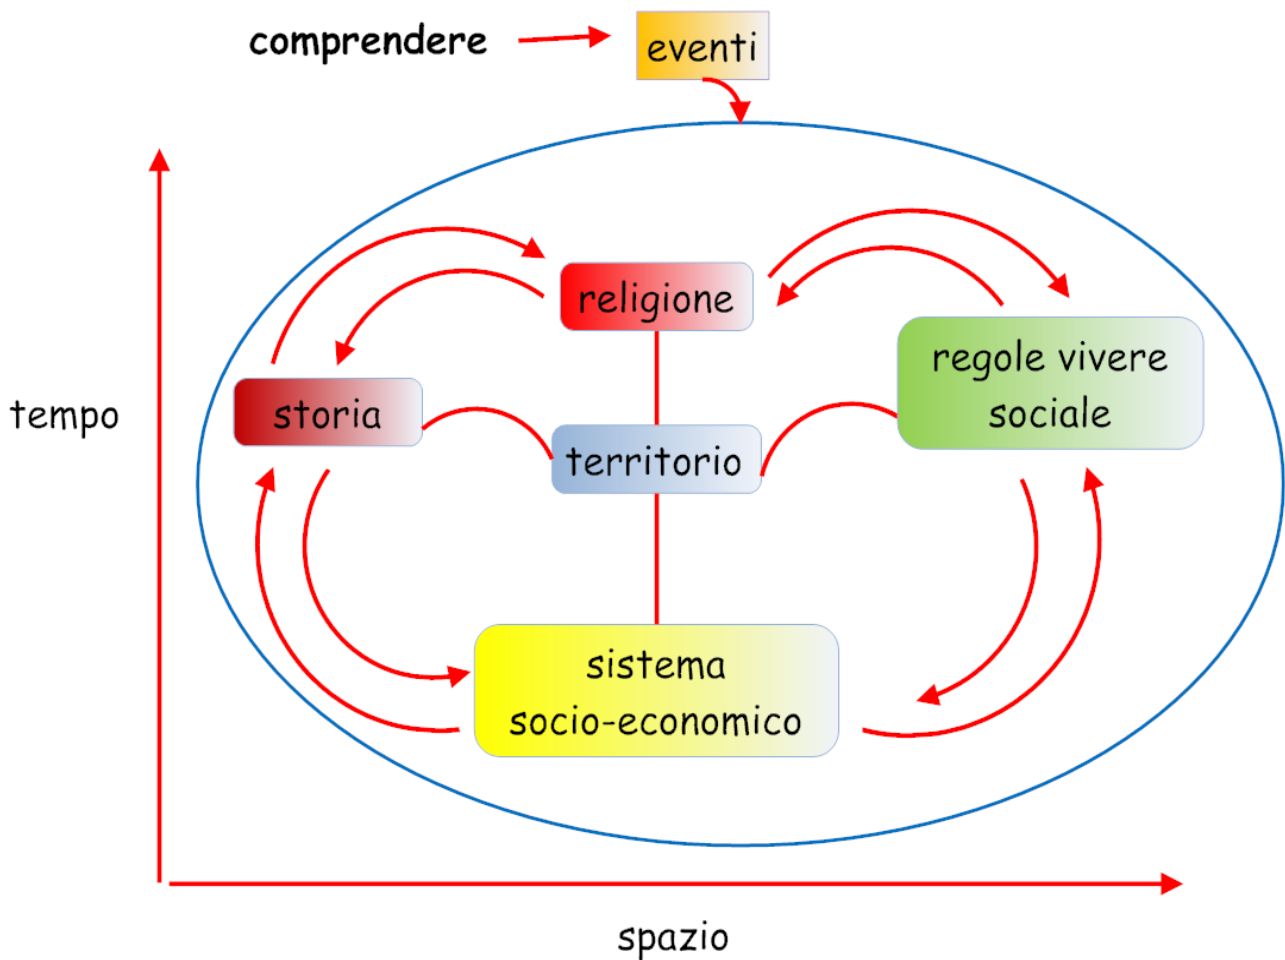 comprendere
eventi
religione
regole vivere
sociale
storia
tempo
territorio
sistema
socio-economico
spazio